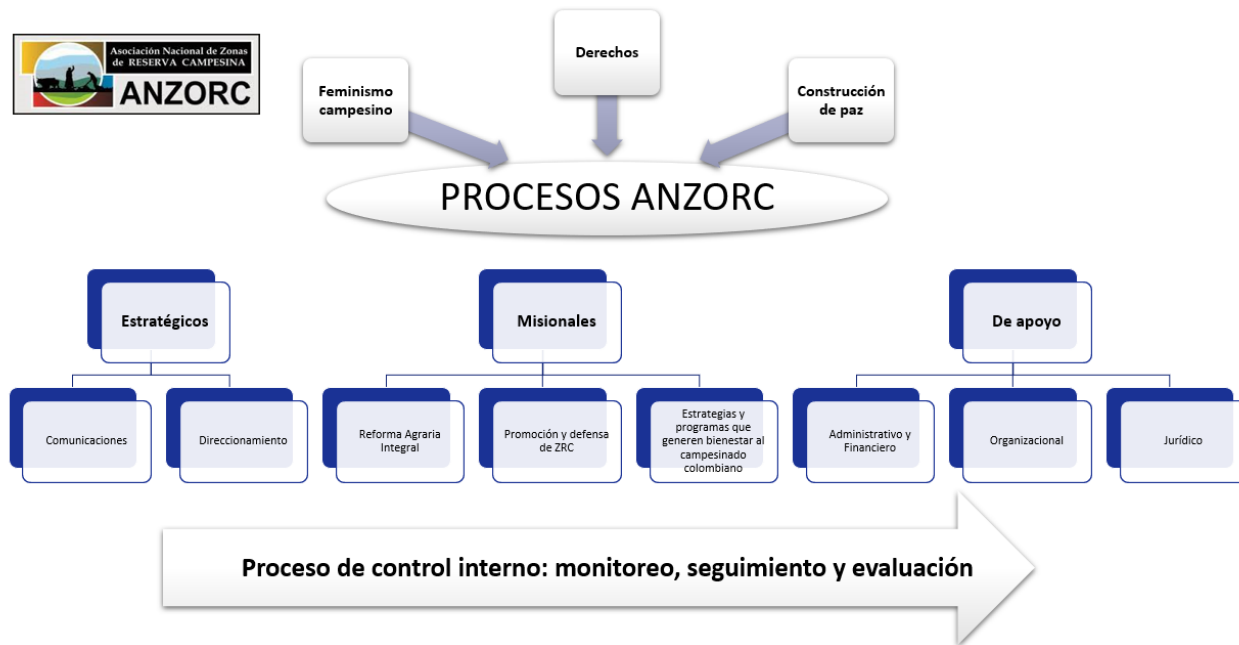 Asociación Nacional de Zonas
de RESERVA CAMPESINA
ANZORC
Feminismo
campesino
Derechos
Construcción
de paz
PROCESOS ANZORC
Estratégicos
Misionales
De apoyo
Comunicaciones
Direccionamiento
Reforma Agraria
Integral
Promoción y defensa
de ZRC
Estrategias y
programas que
generen bienestar al
campesinado
colombiano
Administrativo y
Financiero
Organizacional
Jurídico
Proceso de control interno: monitoreo, seguimiento y evaluación